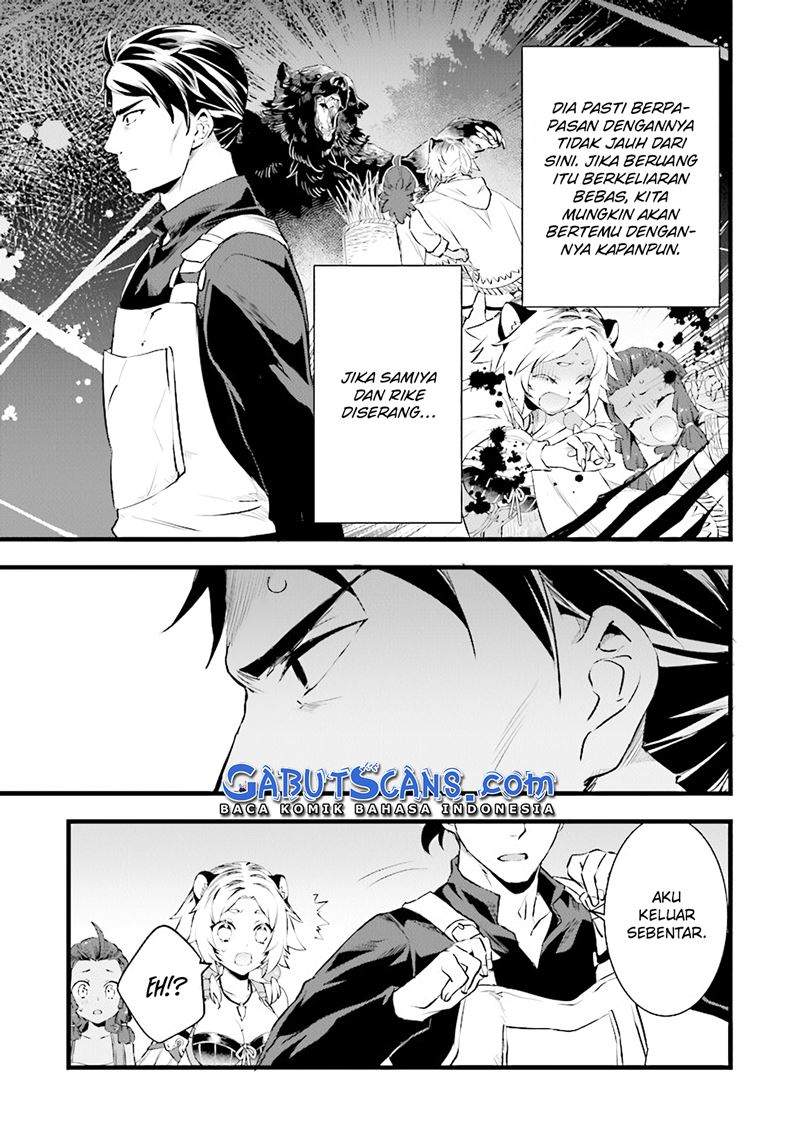 DIA PASTI BERPA-
PASAN DENGANNYA
TIDAK JAUH DARI
SINI. JIKA BERUANG
ITU BERKELIARAN
BEBAS, KITA
MUNGKIN AKAN
BERTEMU DENGAN-
NYA KAPANPUN.
JIKA SAMIYA
DAN RIKE
DISERANG...
GABUTSCANS.COM
BACA KOMIK BAHASA INDONESIA
AKU
KELUAR
SEBENTAR.
EH!?